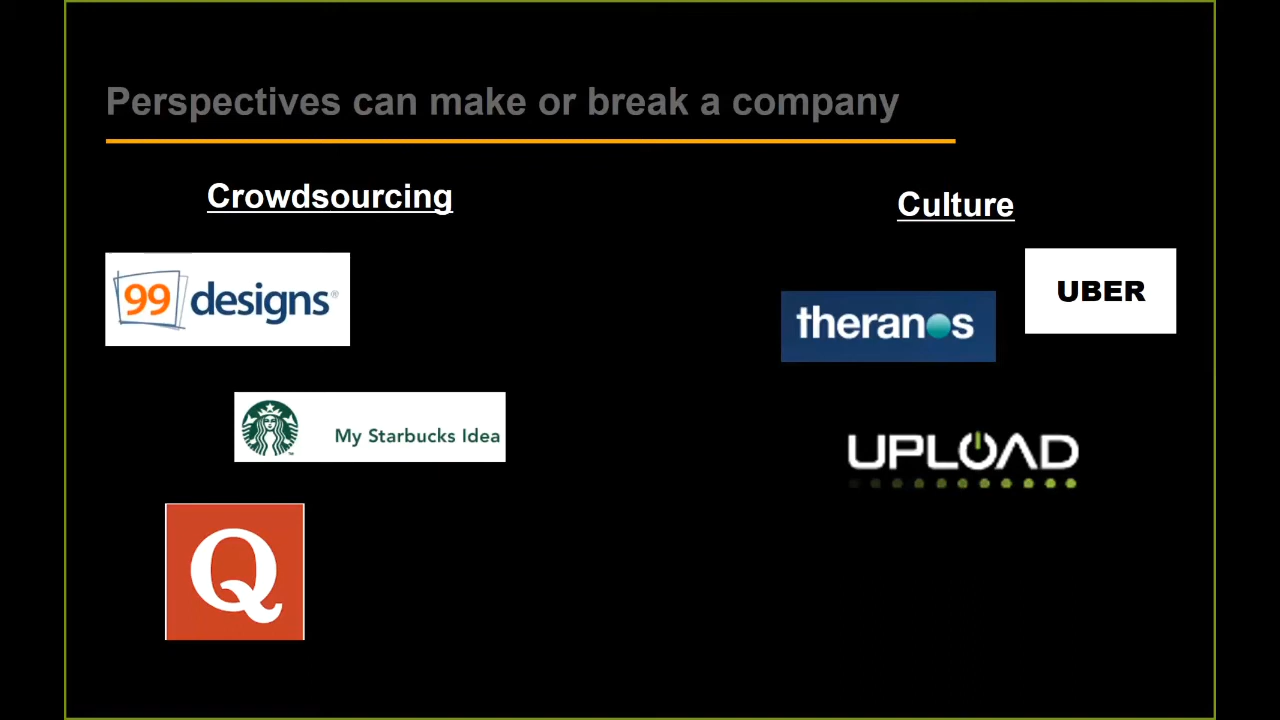 Perspectives can make or break a company
Crowdsourcing
99designs®
My Starbucks Idea
Q
Culture
theranos
UBER
UPLOAD